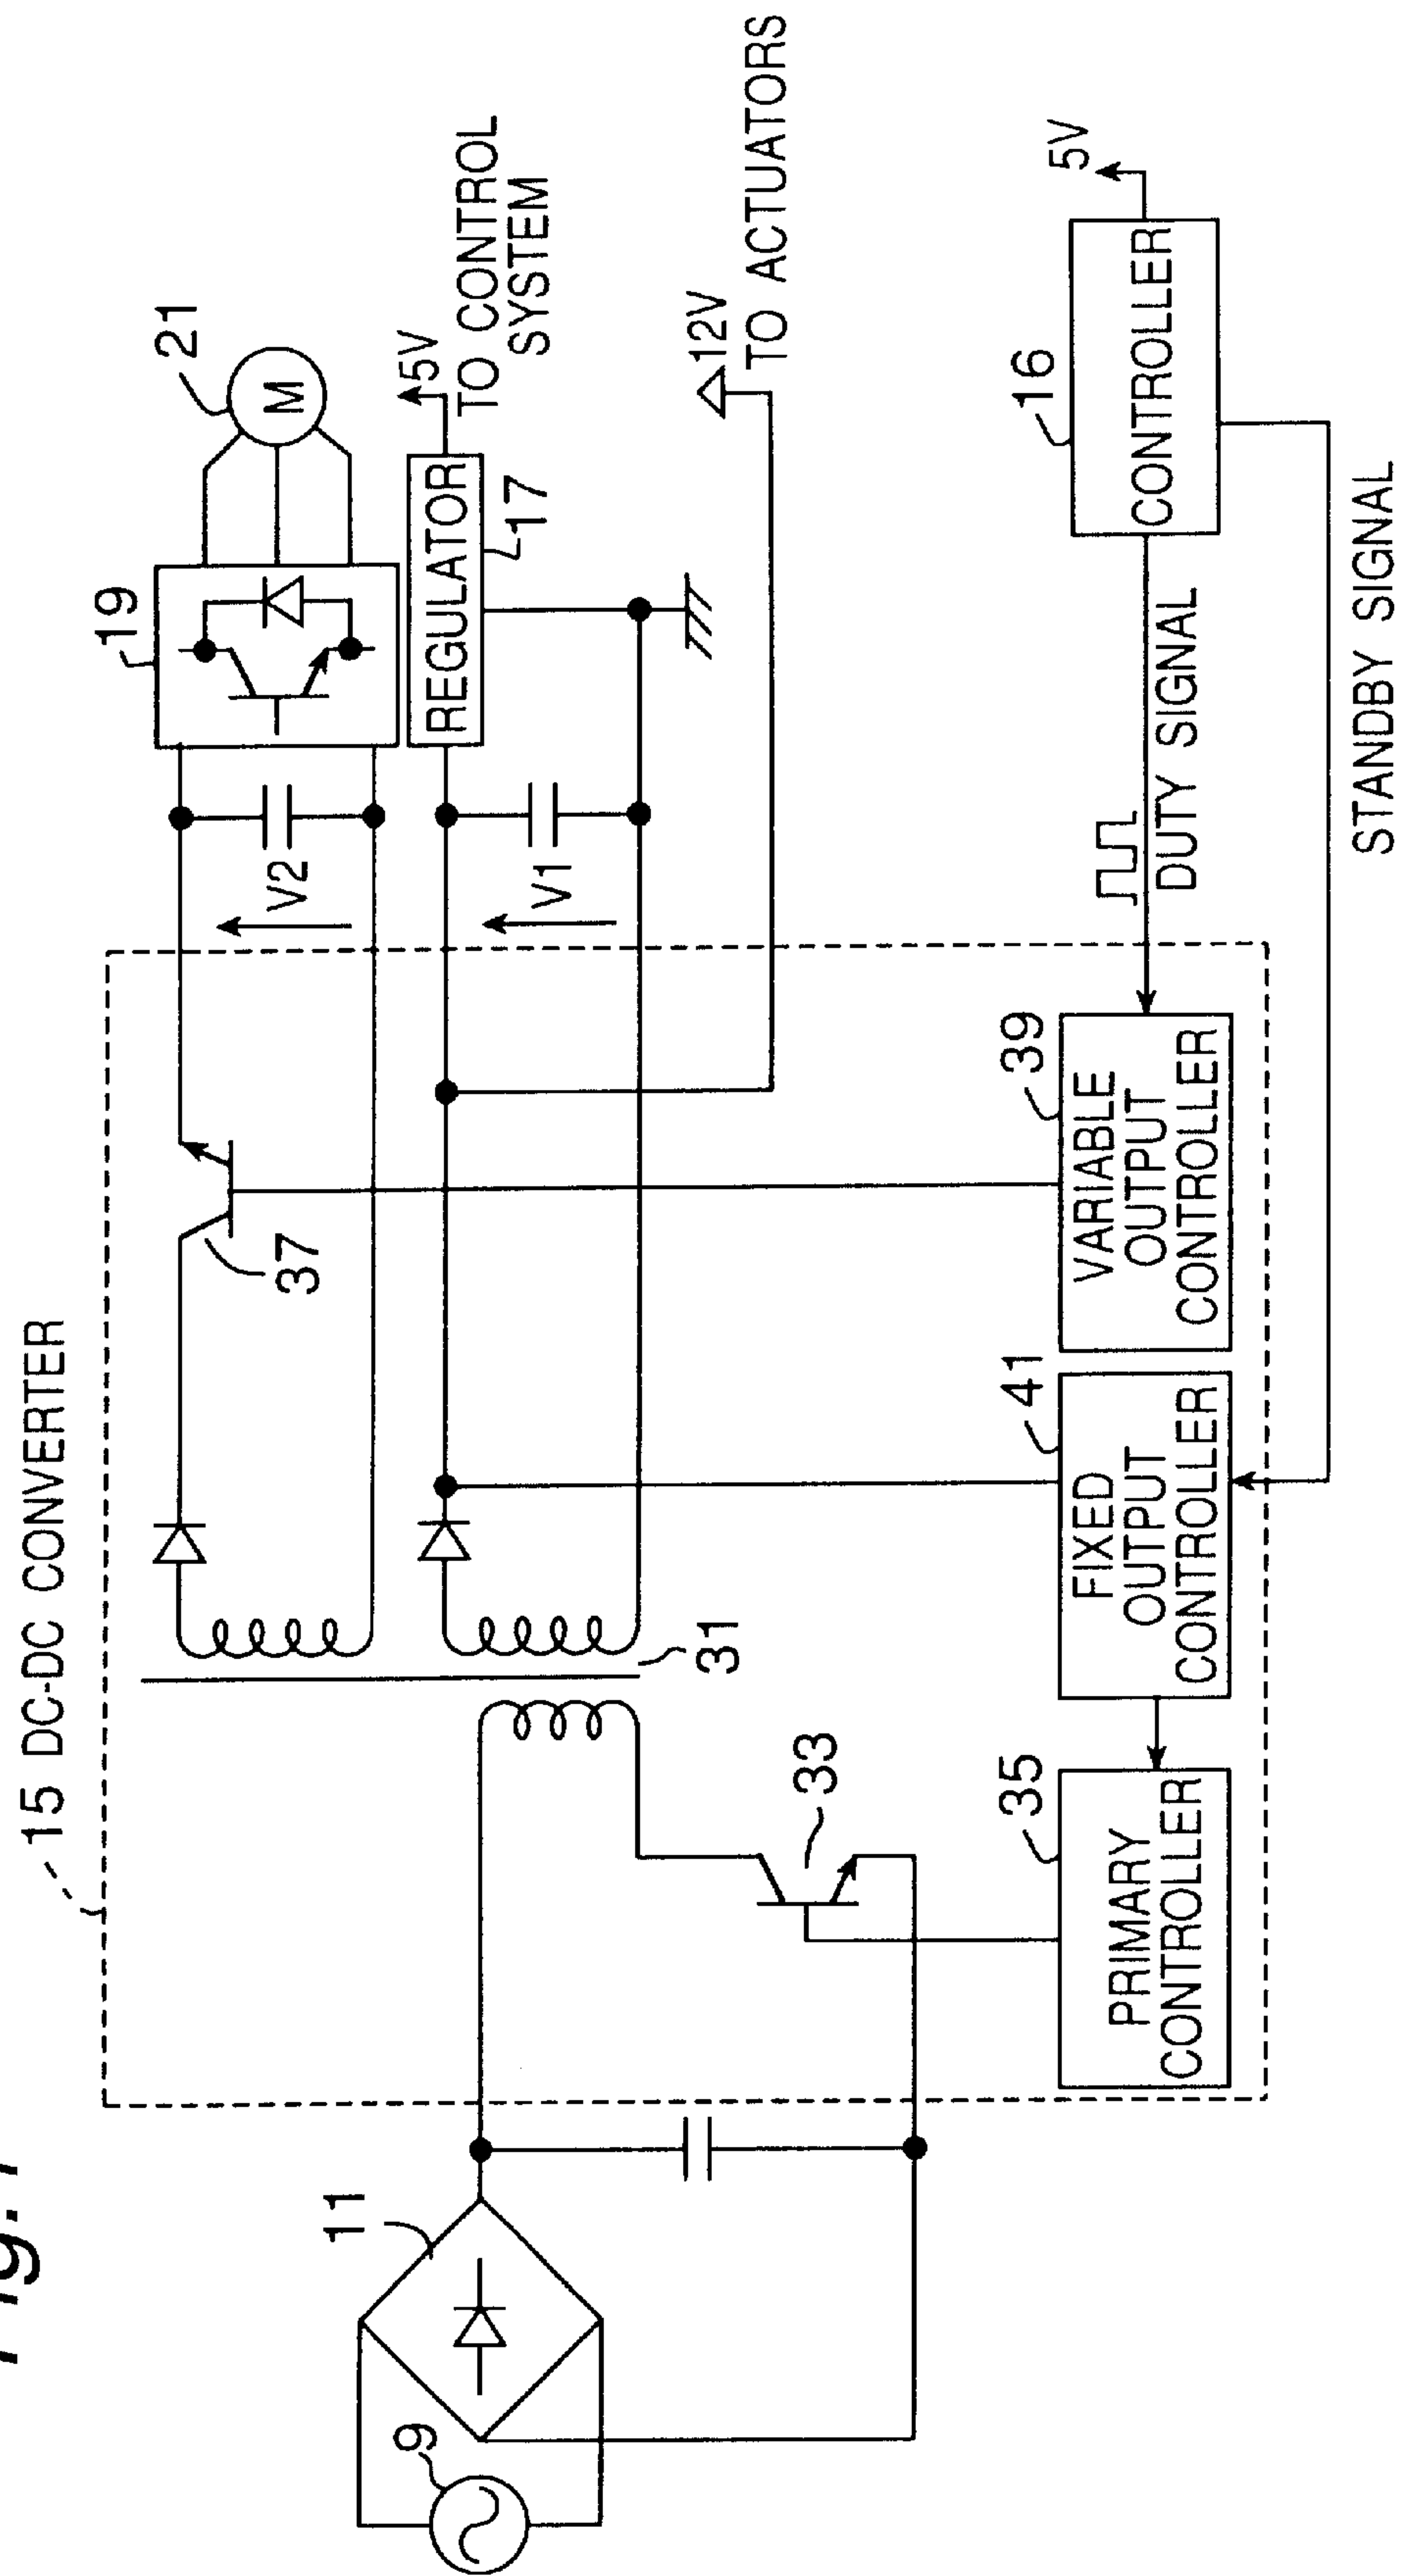 Fig. 1
15 DC-DC CONVERTER
9
11
31
33
35
PRIMARY
CONTROLLER
41
FIXED
OUTPUT
CONTROLLER
37
39
VARIABLE
OUTPUT
CONTROLLER
V2
V1
19
21
M
REGULATOR
17
5V
TO CONTROL
SYSTEM
12V
TO ACTUATORS
DUTY SIGNAL
16
CONTROLLER
5V
STANDBY SIGNAL